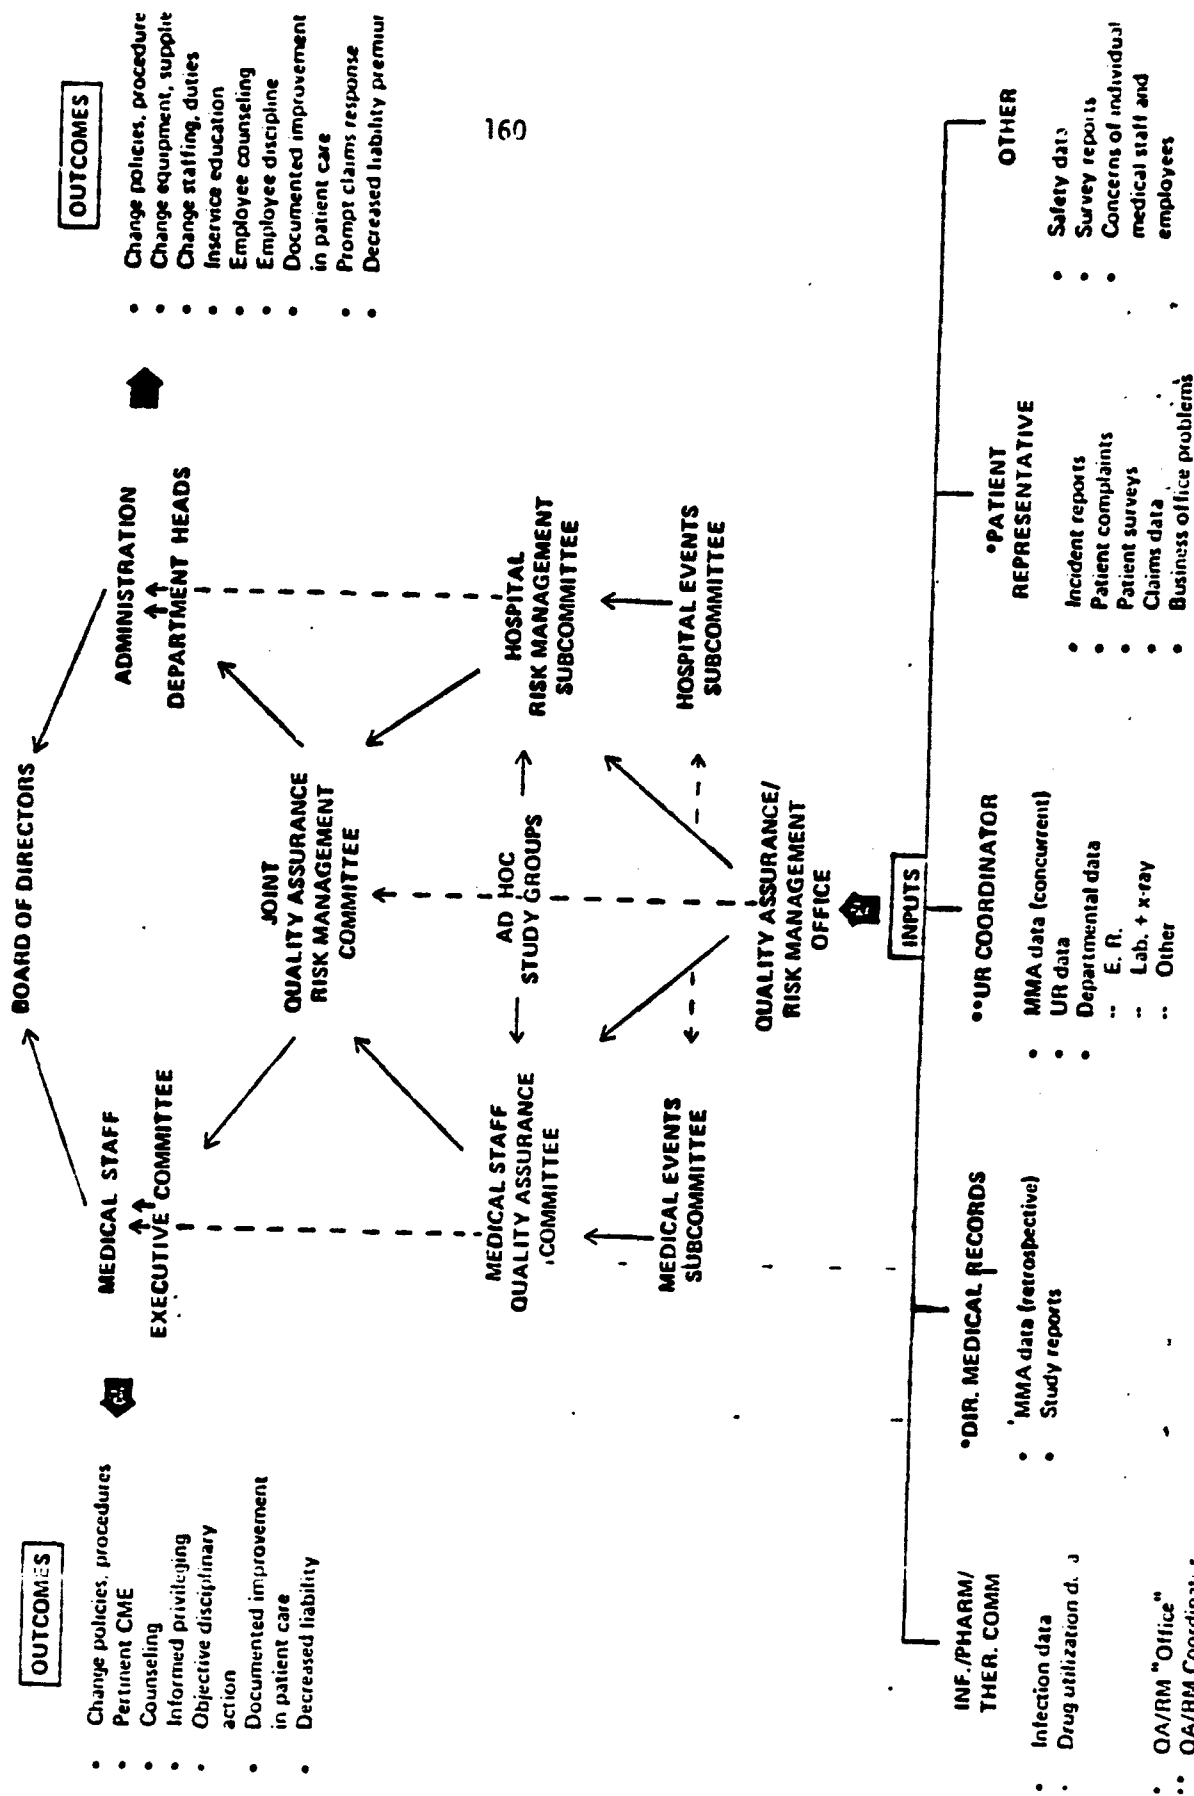 OUTCOMES
• Change policies, procedures
• Pertinent CME
• Counseling
• Informed privileging
• Objective disciplinary
action
• Documented improvement
in patient care
• Decreased liability
BOARD OF DIRECTORS
MEDICAL STAFF
EXECUTIVE COMMITTEE
ADMINISTRATION
DEPARTMENT HEADS
OUTCOMES
• Change policies, procedure
• Change equipment, supplie
• Change staffing, duties
• Inservice education
• Employee counseling
• Employee discipline
• Documented improvement
in patient care
• Prompt claims response
• Decreased liability premiur
160
JOINT
QUALITY ASSURANCE
RISK MANAGEMENT
COMMITTEE
MEDICAL STAFF
QUALITY ASSURANCE
COMMITTEE
AD HOC
STUDY GROUPS
HOSPITAL
RISK MANAGEMENT
SUBCOMMITTEE
MEDICAL EVENTS
SUBCOMMITTEE
HOSPITAL EVENTS
SUBCOMMITTEE
QUALITY ASSURANCE/
RISK MANAGEMENT
OFFICE
INPUTS
INF./PHARM/
THER. COMM
• Infection data
• Drug utilization
*DIR. MEDICAL RECORDS
• MMA data (retrospective)
• Study reports
**UR COORDINATOR
• MMA data (concurrent)
• UR data
• Departmental data
-- E. R.
-- Lab. + x-ray
-- Other
*PATIENT
REPRESENTATIVE
• Incident reports
• Patient complaints
• Patient surveys
• Claims data
• Business office problems
OTHER
• Safety data
• Survey reports
• Concerns of individual
medical staff and
employees
* QA/RM "Office"
** QA/RM